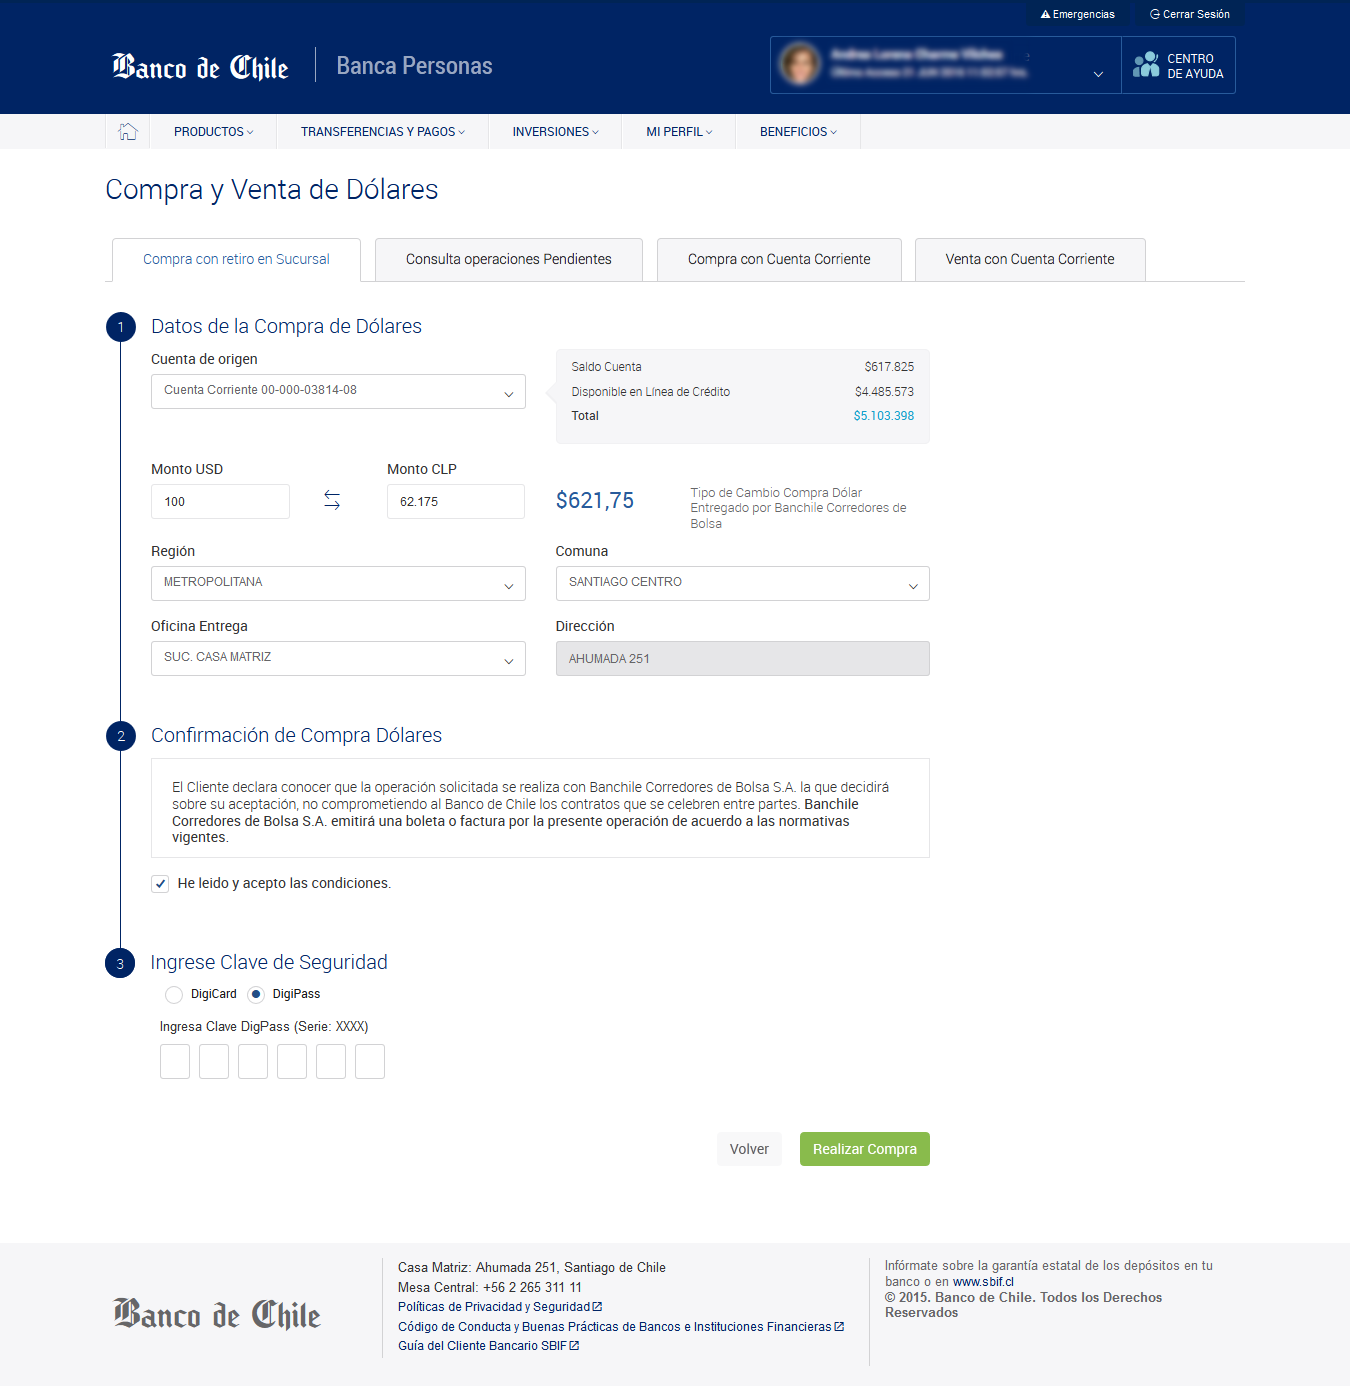 Emergencias
Cerrar Sesión
Banco de Chile
Banca Personas
CENTRO
DE AYUDA
PRODUCTOS
TRANSFERENCIAS Y PAGOS
INVERSIONES
MI PERFIL
BENEFICIOS
Compra y Venta de Dólares
Compra con retiro en Sucursal
Consulta operaciones Pendientes
Compra con Cuenta Corriente
Venta con Cuenta Corriente
1
Datos de la Compra de Dólares
Cuenta de origen
Cuenta Corriente 00-000-03814-08
Saldo Cuenta $617.825
Disponible en Línea de Crédito $4.485.573
Total $5.103.398
Monto USD
Monto CLP
100
62.175
$621,75
Tipo de Cambio Compra Dólar
Entregado por Banchile Corredores de
Bolsa
Región
Comuna
METROPOLITANA
SANTIAGO CENTRO
Oficina Entrega
Dirección
SUC. CASA MATRIZ
AHUMADA 251
2
Confirmación de Compra Dólares
El Cliente declara conocer que la operación solicitada se realiza con Banchile Corredores de Bolsa S.A. la que decidirá
sobre su aceptación, no comprometiendo al Banco de Chile los contratos que se celebren entre partes. Banchile
Corredores de Bolsa S.A. emitirá una boleta o factura por la presente operación de acuerdo a las normativas
vigentes.
He leido y acepto las condiciones.
3
Ingrese Clave de Seguridad
DigiCard
DigiPass
Ingresa Clave DigPass (Serie: XXXX)
Volver
Realizar Compra
Banco de Chile
Casa Matriz: Ahumada 251, Santiago de Chile
Mesa Central: +56 2 265 311 11
Políticas de Privacidad y Seguridad
Código de Conducta y Buenas Prácticas de Bancos e Instituciones Financieras
Guía del Cliente Bancario SBIF
Infórmate sobre la garantía estatal de los depósitos en tu
banco o en www.sbif.cl
© 2015. Banco de Chile. Todos los Derechos
Reservados